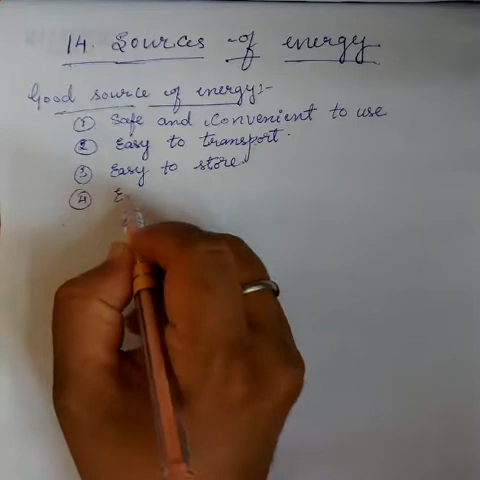 14. Sources of energy
Good source of energy:-
① Safe and convenient to use
② Easy to transport.
③ Easy to store.
④ E